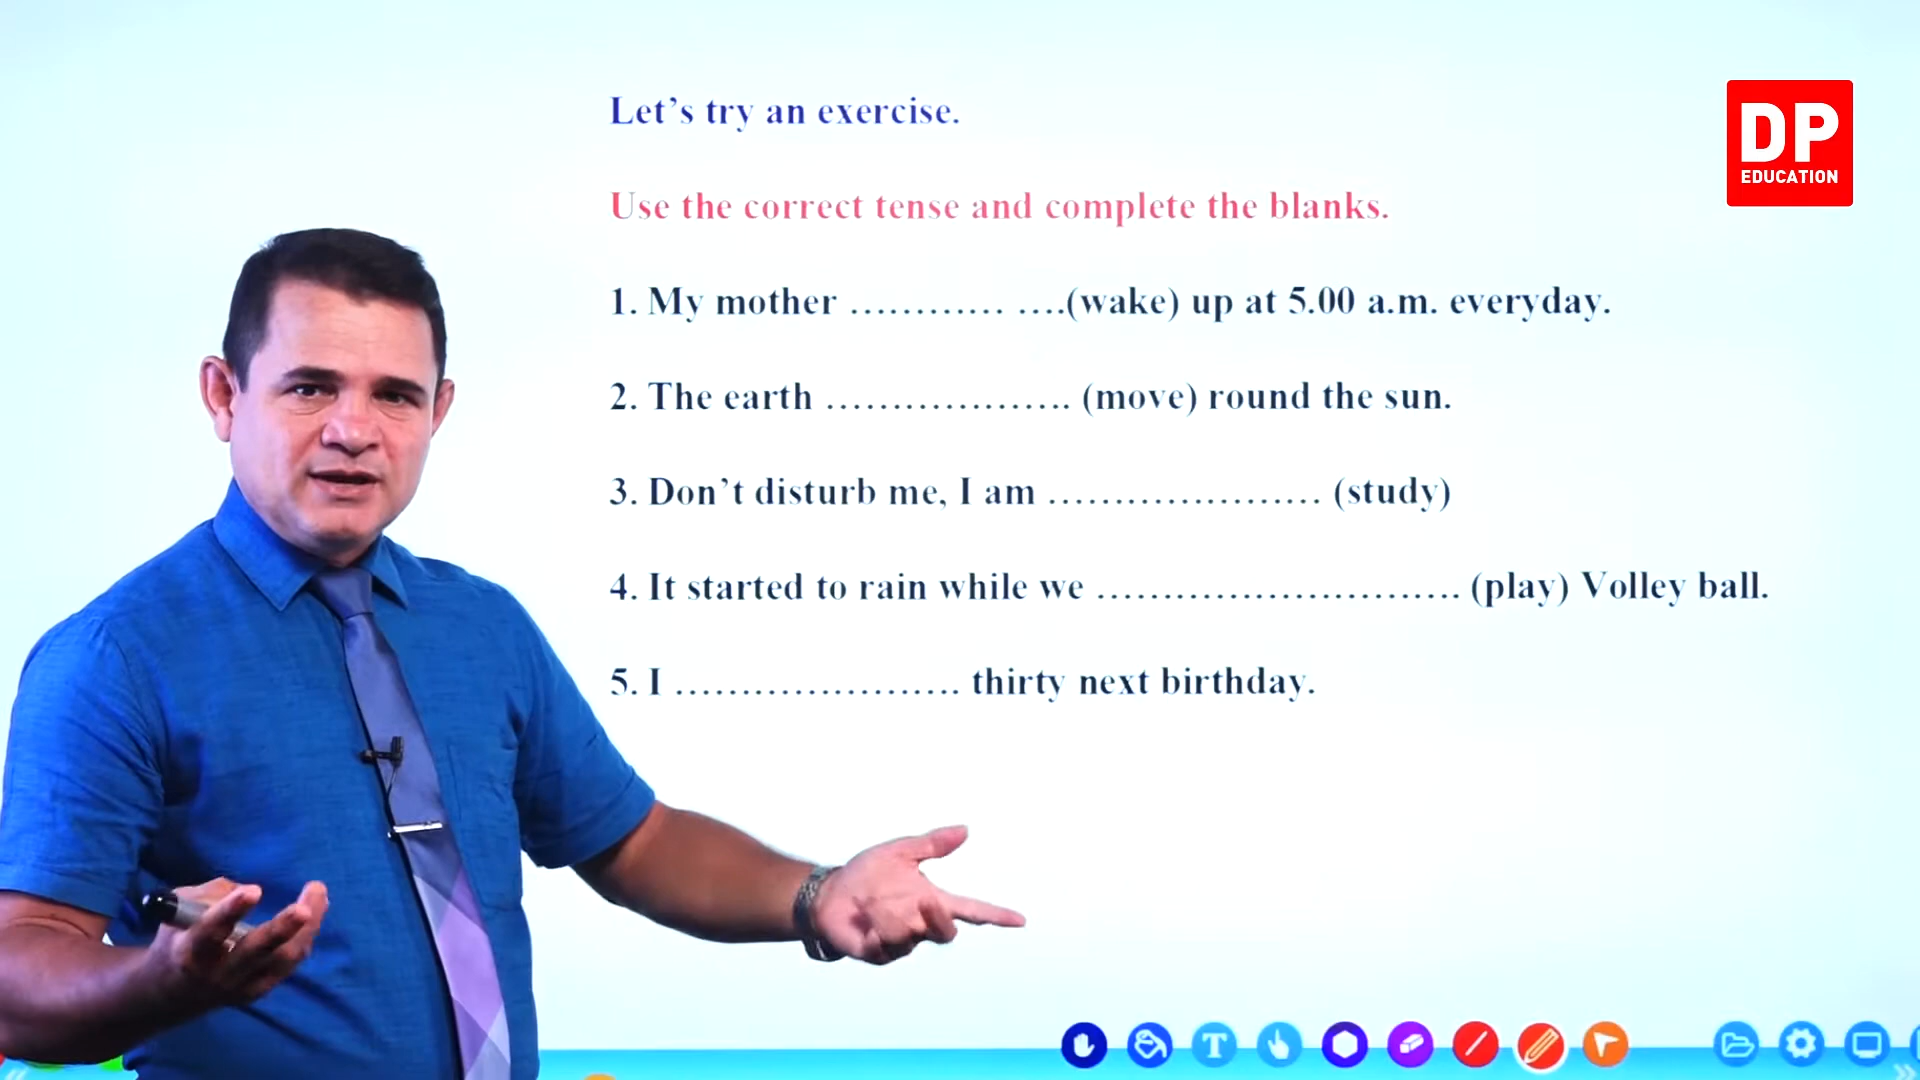 Let's try an exercise.
DP
EDUCATION
Use the correct tense and complete the blanks.
1. My mother ………… ….(wake) up at 5.00 a.m. everyday.
2. The earth ………………. (move) round the sun.
3. Don't disturb me, I am ………………… (study)
4. It started to rain while we ………………………. (play) Volley ball.
5. I …………………. thirty next birthday.
T